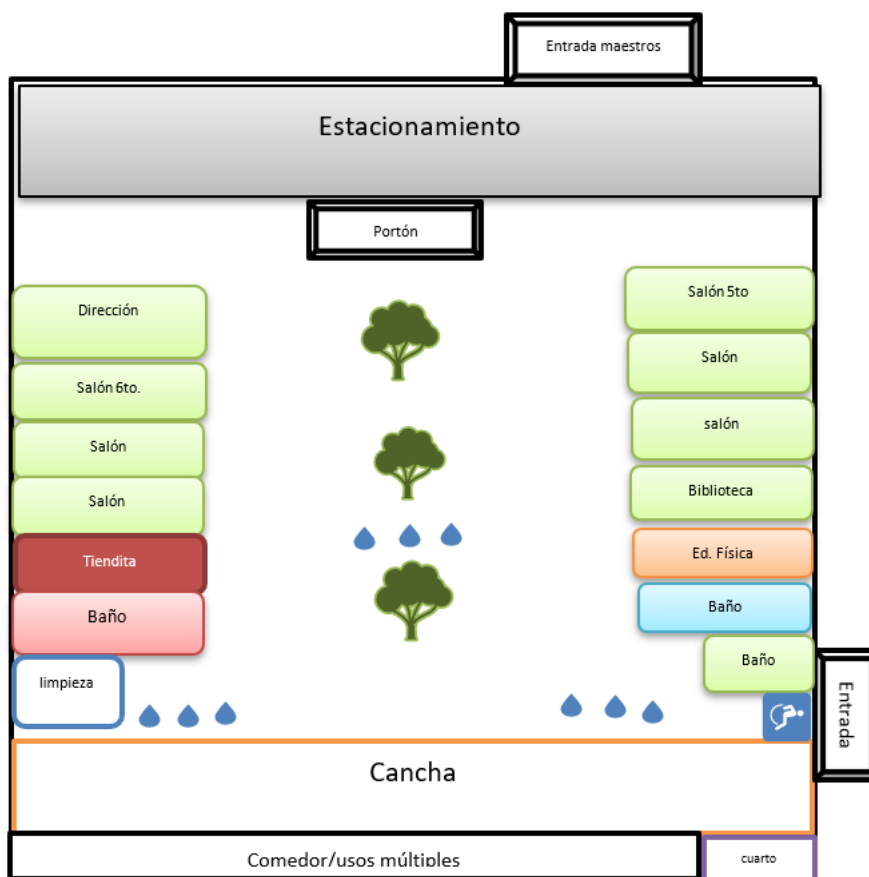 Entrada maestros
Estacionamiento
Portón
Dirección
Salón 6to.
Salón
Salón
Tiendita
Baño
limpieza
Salón 5to
Salón
salón
Biblioteca
Ed. Física
Baño
Baño
Entrada
Cancha
Comedor/usos múltiples
cuarto